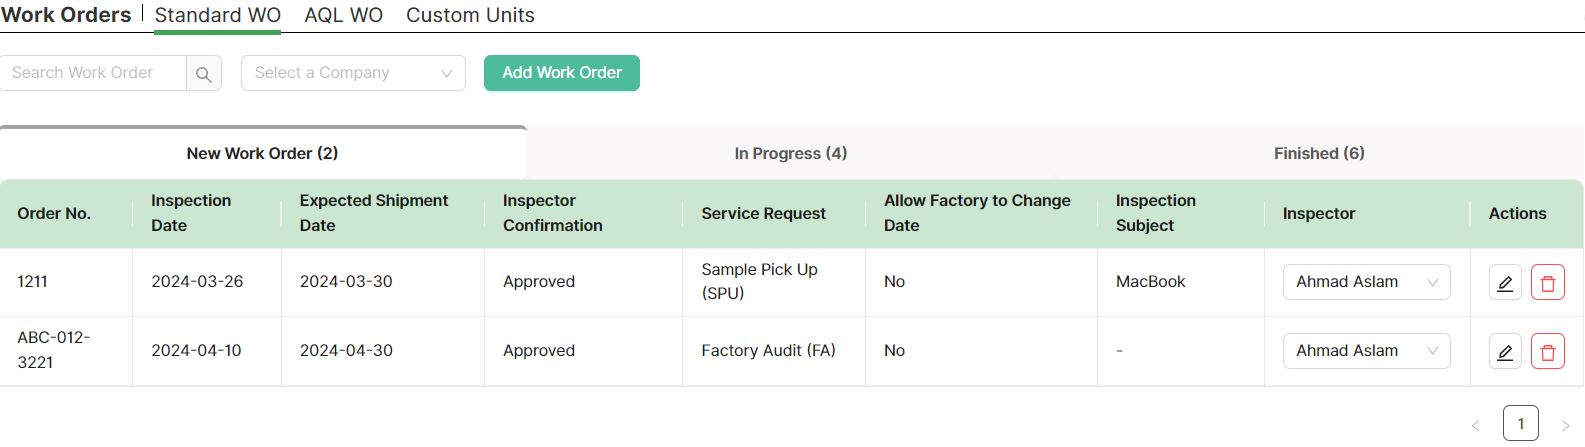 Work Orders | Standard WO AQL WO Custom Units
Search Work Order Select a Company Add Work Order
New Work Order (2) In Progress (4) Finished (6)
Order No. Inspection Date Expected Shipment Date Inspector Confirmation Service Request Allow Factory to Change Date Inspection Subject Inspector Actions
1211 2024-03-26 2024-03-30 Approved Sample Pick Up (SPU) No MacBook Ahmad Aslam
ABC-012-3221 2024-04-10 2024-04-30 Approved Factory Audit (FA) No - Ahmad Aslam
< 1 >